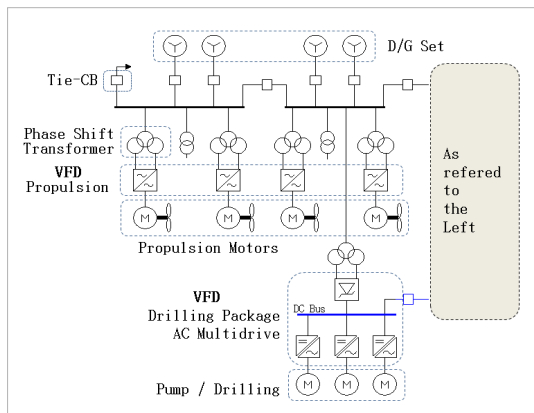 D/G Set
Tie-CB
Phase Shift
Transformer
VFD
Propulsion
M
M
M
M
Propulsion Motors
As
refered
to
the
Left
VFD
Drilling Package
AC Multidrive
DC Bus
Pump / Drilling
M
M
M